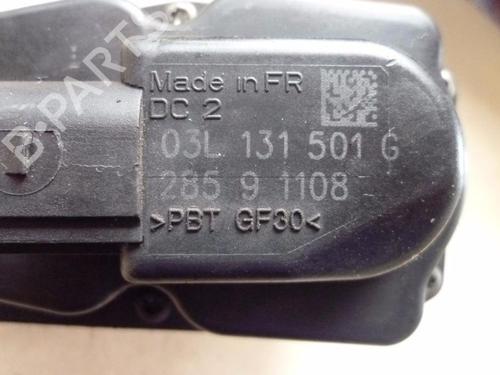 B-PARTS
Made in FR
DC 2
03L 131 501 G
285 9 1108
>PBT GF30<